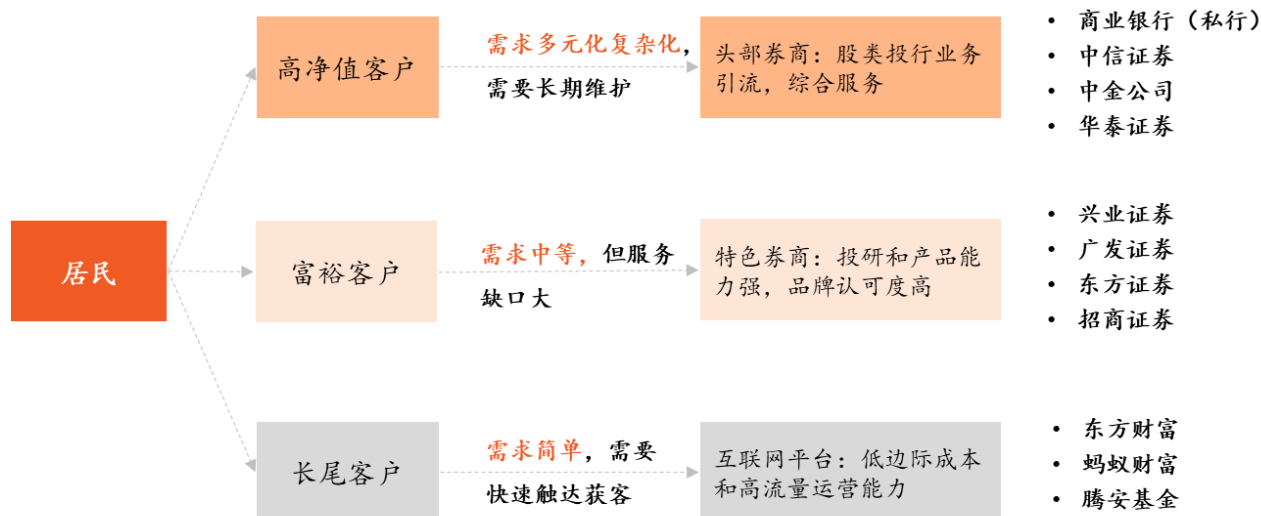 高净值客户
需求多元化复杂化，
需要长期维护
头部券商：股类投行业务
引流，综合服务
• 商业银行（私行）
• 中信证券
• 中金公司
• 华泰证券
居民
富裕客户
需求中等，但服务
缺口大
特色券商：投研和产品能
力强，品牌认可度高
• 兴业证券
• 广发证券
• 东方证券
• 招商证券
长尾客户
需求简单，需要
快速触达获客
互联网平台：低边际成本
和高流量运营能力
• 东方财富
• 蚂蚁财富
• 腾安基金